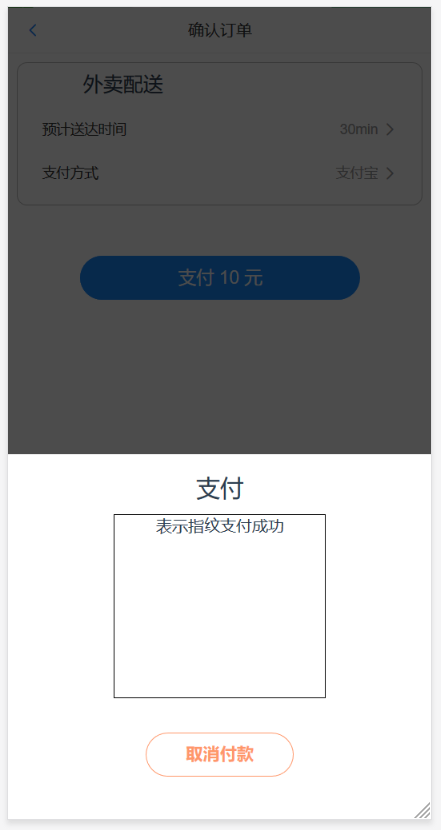 确认订单
外卖配送
预计送达时间 30min
支付方式 支付宝
支付 10 元
支付
表示指纹支付成功
取消付款